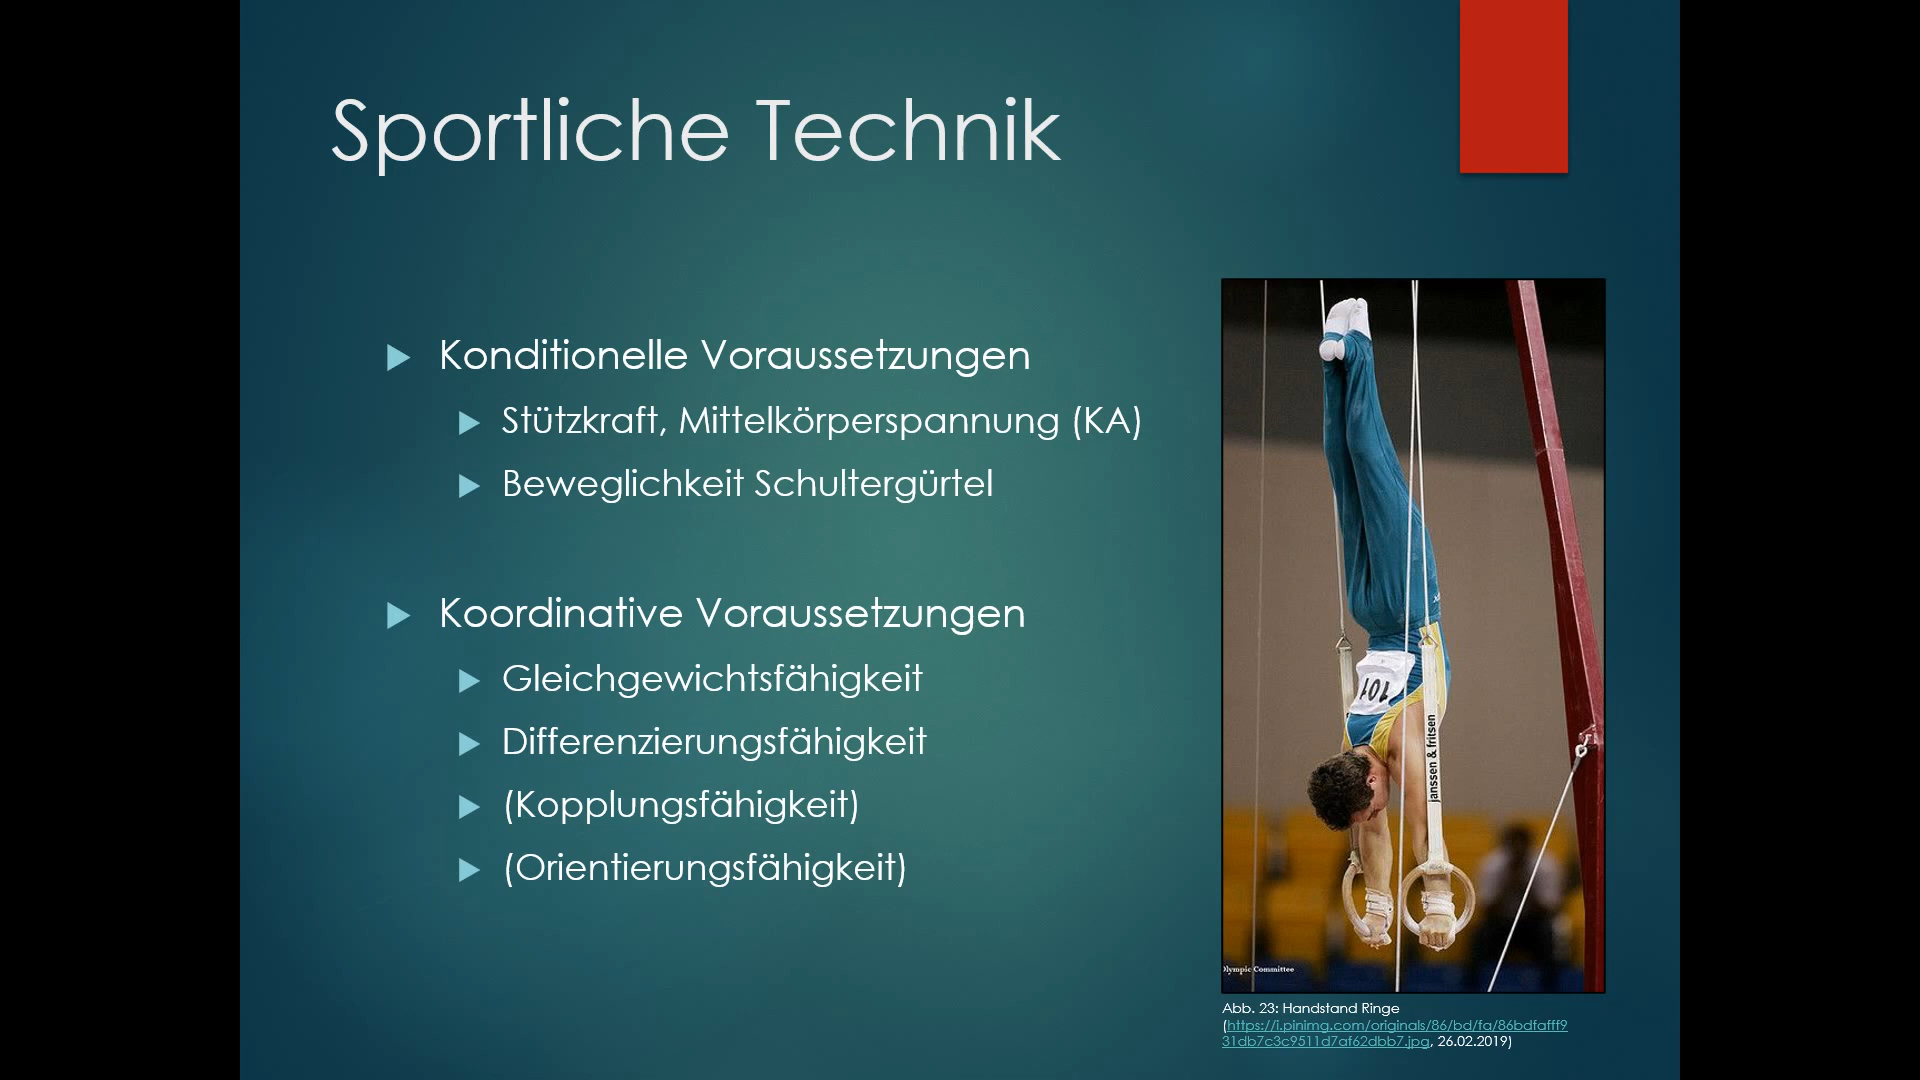 Sportliche Technik
Konditionelle Voraussetzungen
Stützkraft, Mittelkörperspannung (KA)
Beweglichkeit Schultergürtel
Koordinative Voraussetzungen
Gleichgewichtsfähigkeit
Differenzierungsfähigkeit
(Kopplungsfähigkeit)
(Orientierungsfähigkeit)
101
janssen & fritsen
Olympic Committee
Abb. 23: Handstand Ringe
(https://i.pinimg.com/originals/86/bd/fa/86bdfafff9
31db7c3c9511d7af62dbb7.jpg, 26.02.2019)